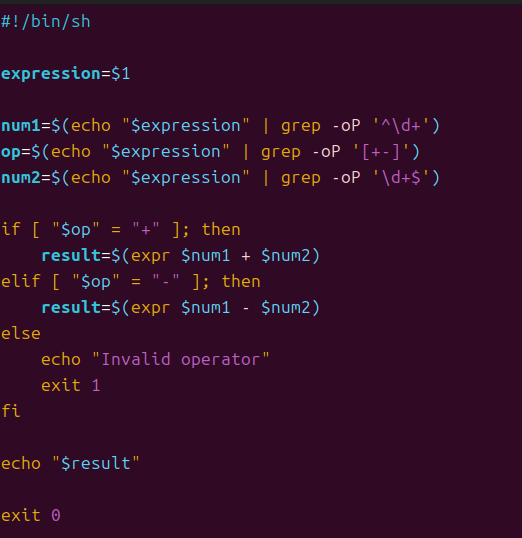 #!/bin/sh
expression=$1
num1=$(echo "$expression" | grep -oP '^\d+')
op=$(echo "$expression" | grep -oP '[+-]')
num2=$(echo "$expression" | grep -oP '\d+$')
if [ "$op" = "+" ]; then
    result=$(expr $num1 + $num2)
elif [ "$op" = "-" ]; then
    result=$(expr $num1 - $num2)
else
    echo "Invalid operator"
    exit 1
fi
echo "$result"
exit 0